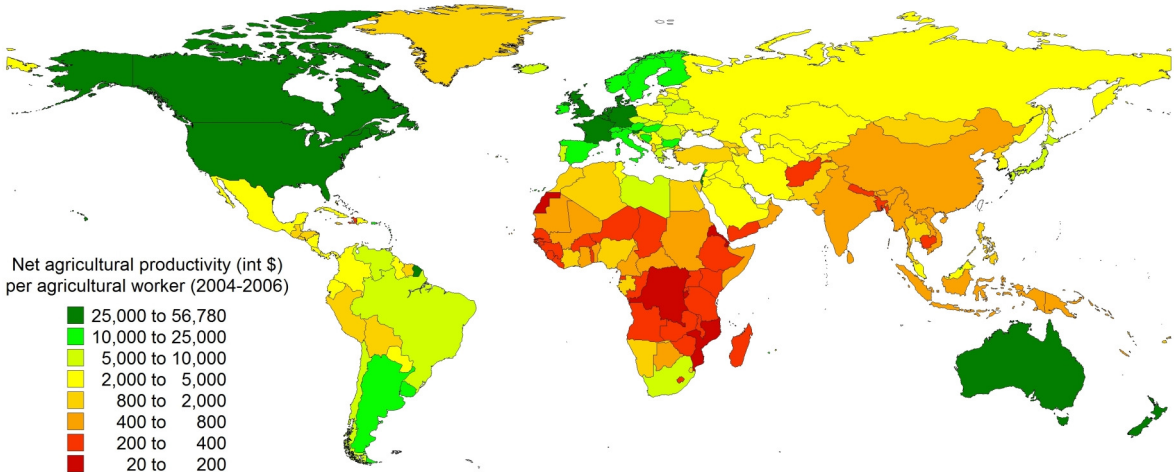 Net agricultural productivity (int $)
per agricultural worker (2004-2006)
25,000 to 56,780
10,000 to 25,000
5,000 to 10,000
2,000 to 5,000
800 to 2,000
400 to 800
200 to 400
20 to 200